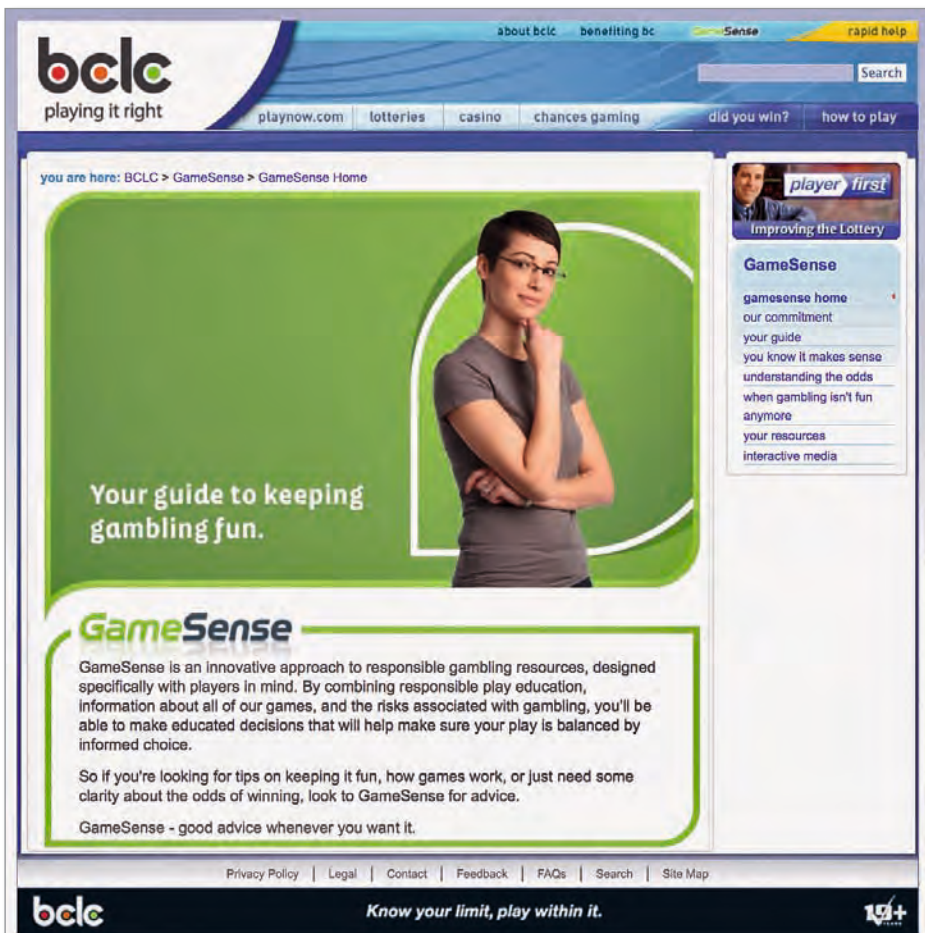 about bclc benefiting bc GameSense rapid help
bclc
playing it right
Search
playnow.com lotteries casino chances gaming did you win? how to play
you are here: BCLC > GameSense > GameSense Home
player first
Improving the Lottery
GameSense
gamesense home
our commitment
your guide
you know it makes sense
understanding the odds
when gambling isn't fun
anymore
your resources
interactive media
Your guide to keeping
gambling fun.
GameSense
GameSense is an innovative approach to responsible gambling resources, designed
specifically with players in mind. By combining responsible play education,
information about all of our games, and the risks associated with gambling, you'll be
able to make educated decisions that will help make sure your play is balanced by
informed choice.
So if you're looking for tips on keeping it fun, how games work, or just need some
clarity about the odds of winning, look to GameSense for advice.
GameSense - good advice whenever you want it.
Privacy Policy | Legal | Contact | Feedback | FAQs | Search | Site Map
bclc Know your limit, play within it. 19+